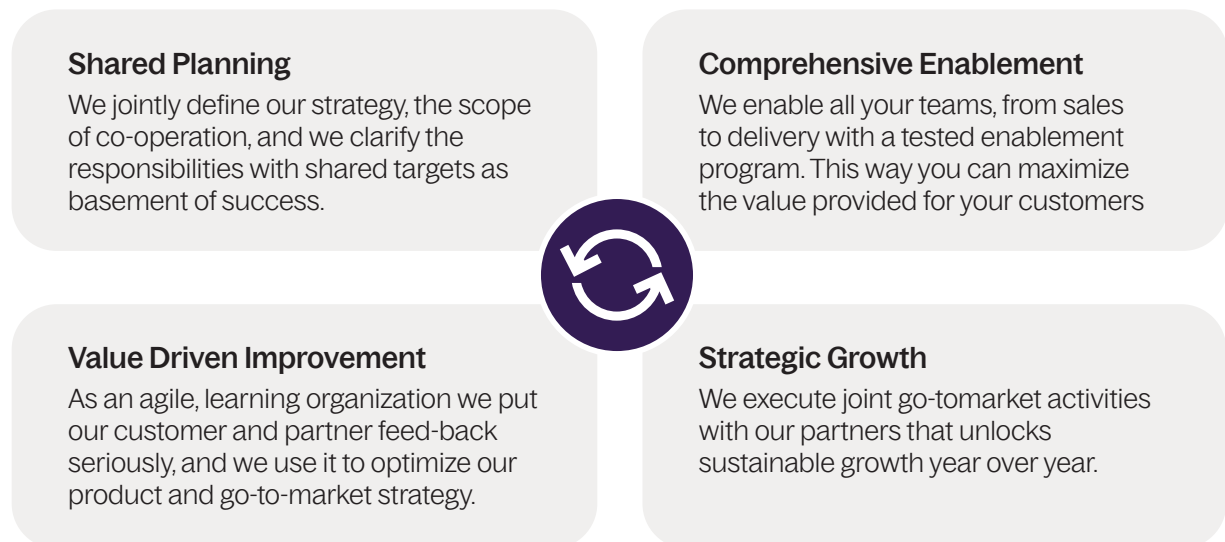 Shared Planning
We jointly define our strategy, the scope
of co-operation, and we clarify the
responsibilities with shared targets as
basement of success.
Comprehensive Enablement
We enable all your teams, from sales
to delivery with a tested enablement
program. This way you can maximize
the value provided for your customers
Value Driven Improvement
As an agile, learning organization we put
our customer and partner feed-back
seriously, and we use it to optimize our
product and go-to-market strategy.
Strategic Growth
We execute joint go-tomarket activities
with our partners that unlocks
sustainable growth year over year.